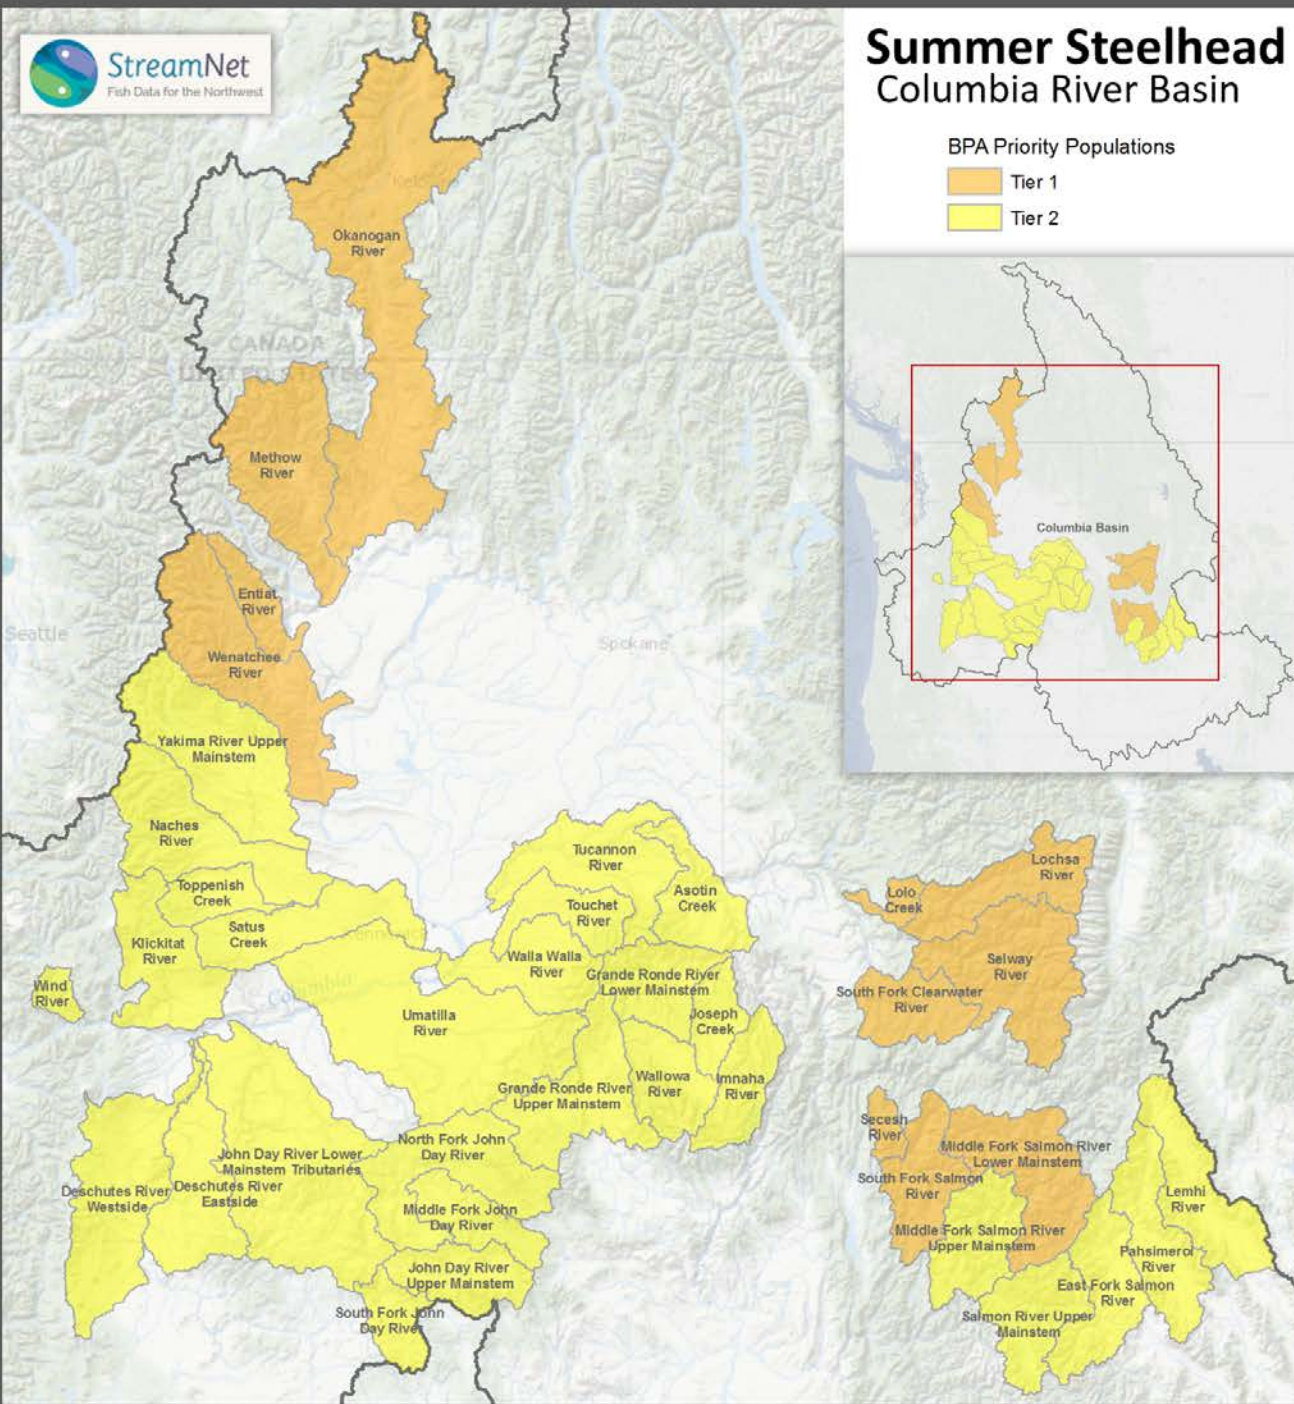 StreamNet
Fish Data for the Northwest
Summer Steelhead
Columbia River Basin
BPA Priority Populations
Tier 1
Tier 2
Columbia Basin
Okanogan
River
CANADA
Methow
River
Entiat
River
Seattle
Spokane
Wenatchee
River
Yakima River Upper
Mainstem
Naches
River
Toppenish
Creek
Satus
Creek
Klickitat
River
Wind
River
Columbia
Tucannon
River
Touchet
River
Asotin
Creek
Walla Walla
River
Grande Ronde River
Lower Mainstem
Umatilla
River
Joseph
Creek
Wallowa
River
Imnaha
River
Grande Ronde River
Upper Mainstem
North Fork John
Day River
John Day River Lower
Mainstem Tributaries
Deschutes River
Eastside
Deschutes River
Westside
Middle Fork John
Day River
John Day River
Upper Mainstem
South Fork John
Day River
Lochsa
River
Lolo
Creek
Selway
River
South Fork Clearwater
River
Secesh
River
Middle Fork Salmon River
Lower Mainstem
South Fork Salmon
River
Middle Fork Salmon River
Upper Mainstem
Lemhi
River
Pahsimeroi
River
East Fork Salmon
River
Salmon River Upper
Mainstem